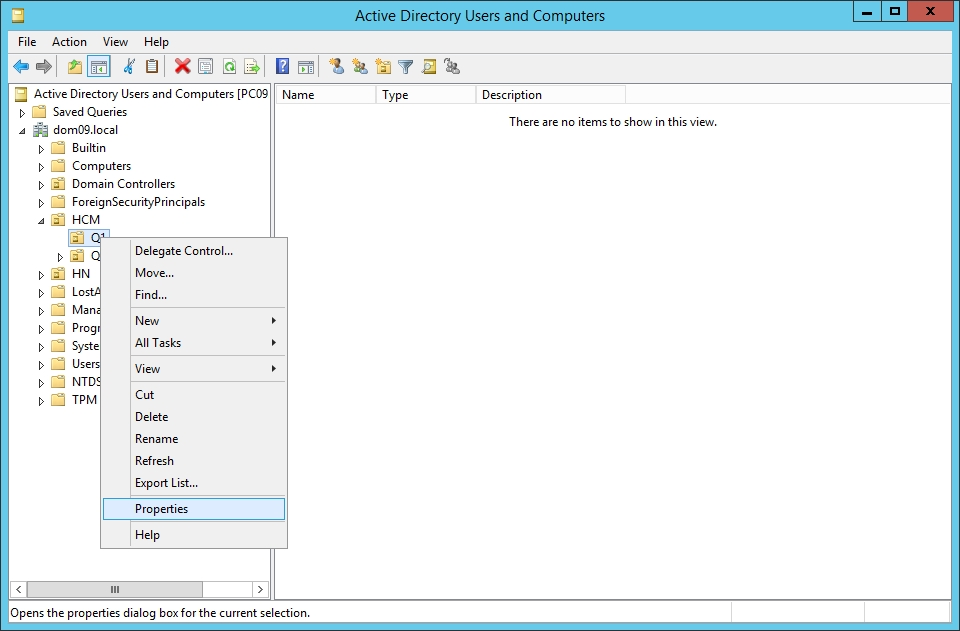 Active Directory Users and Computers
File Action View Help
Active Directory Users and Computers [PC09
Saved Queries
dom09.local
Builtin
Computers
Domain Controllers
ForeignSecurityPrincipals
HCM
Q1
Q
HN
LostA
Mana
Progr
Syste
Users
NTDS
TPM
Delegate Control...
Move...
Find...
New
All Tasks
View
Cut
Delete
Rename
Refresh
Export List...
Properties
Help
Name Type Description
There are no items to show in this view.
Opens the properties dialog box for the current selection.